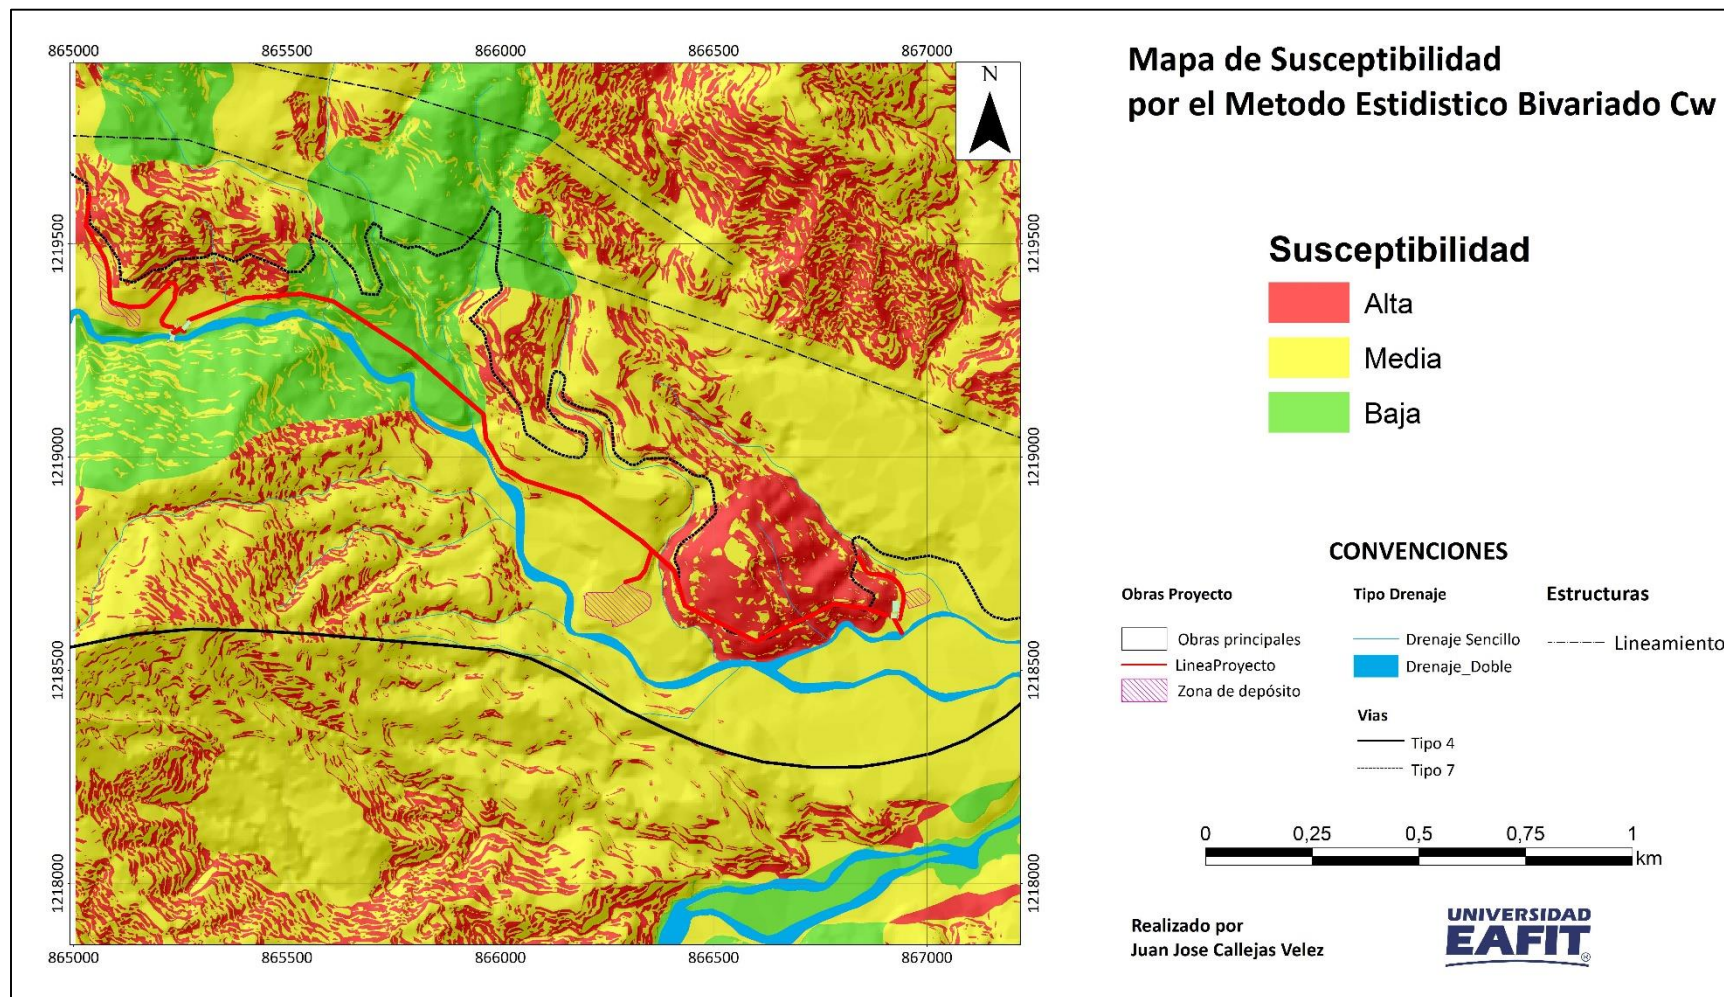 865000 865500 866000 866500 867000
N
1219500
1219000
1218500
1218000
1219500
1219000
1218500
1218000
865000 865500 866000 866500 867000
Mapa de Susceptibilidad
por el Metodo Estidistico Bivariado Cw
Susceptibilidad
Alta
Media
Baja
CONVENCIONES
Obras Proyecto
Obras principales
LineaProyecto
Zona de depósito
Tipo Drenaje
Drenaje Sencillo
Drenaje_Doble
Vias
Tipo 4
Tipo 7
Estructuras
Lineamiento
0 0,25 0,5 0,75 1
km
Realizado por
Juan Jose Callejas Velez
UNIVERSIDAD
EAFIT®